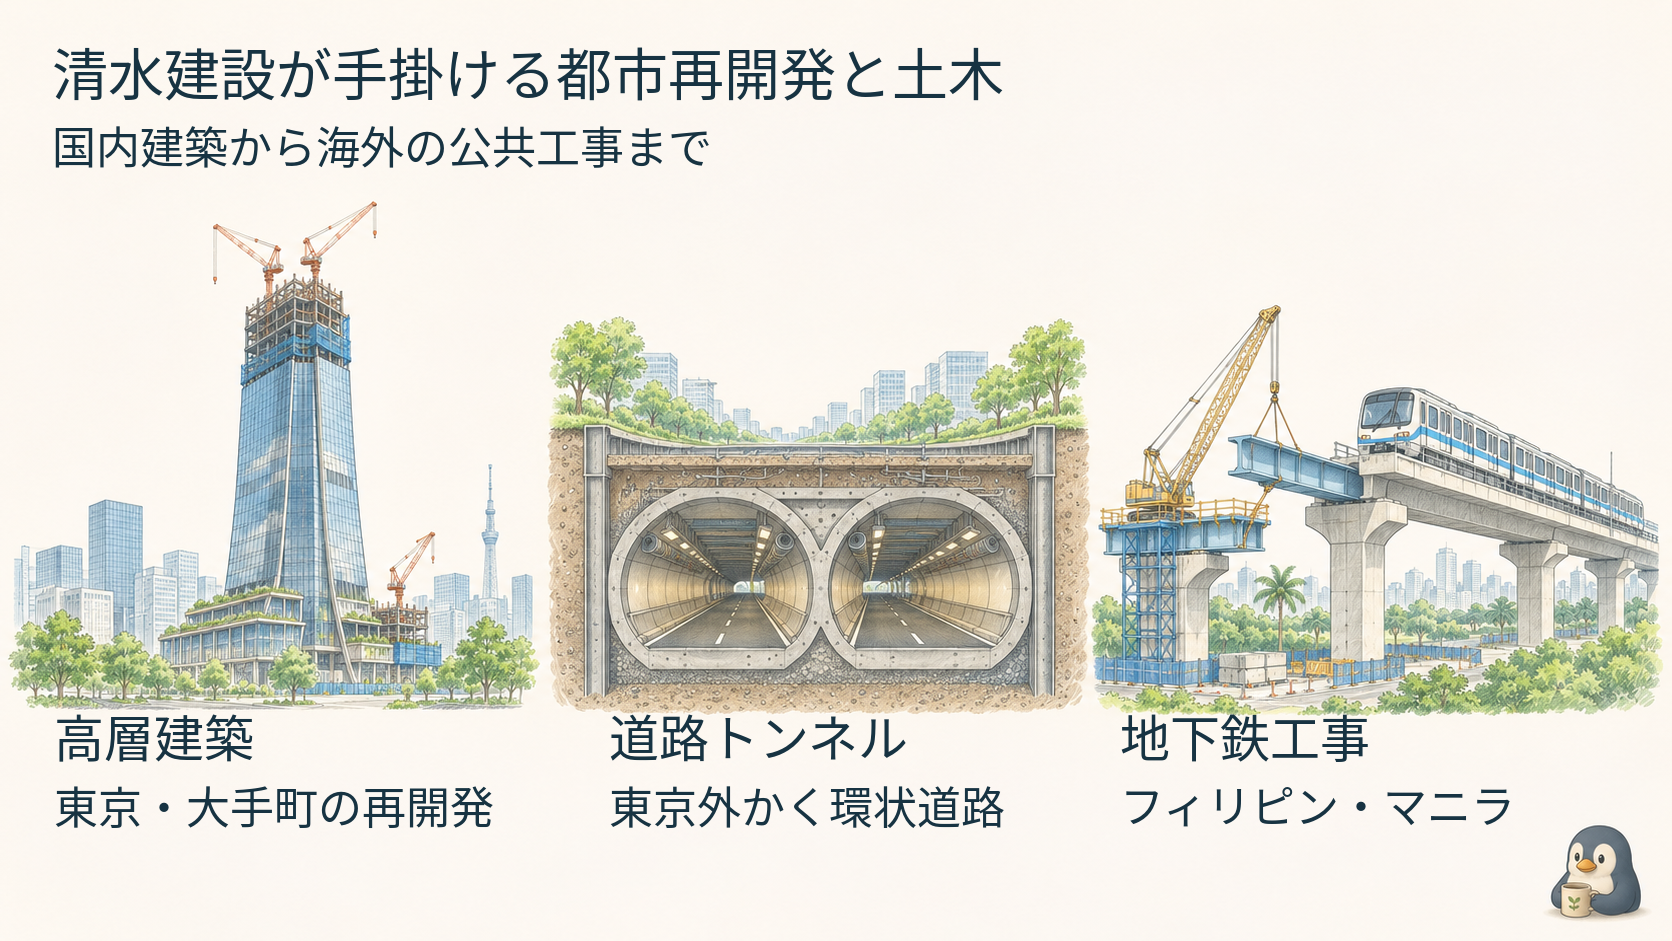 清水建設が手掛ける都市再開発と土木
国内建築から海外の公共工事まで
高層建築
東京・大手町の再開発
道路トンネル
東京外かく環状道路
地下鉄工事
フィリピン・マニラ